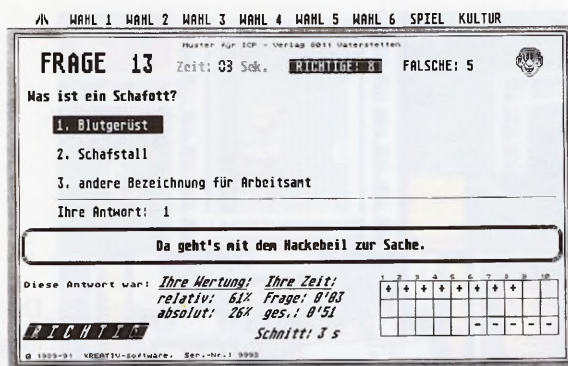 WAHL 1 WAHL 2 WAHL 3 WAHL 4 WAHL 5 WAHL 6 SPIEL KULTUR
Muster für ICP - Verlag 8011 Vaterstetten
FRAGE 13 Zeit: 03 Sek. RICHTIGE: 8 FALSCHE: 5
Was ist ein Schafott?
1. Blutgerüst
2. Schafstall
3. andere Bezeichnung für Arbeitsamt
Ihre Antwort: 1
Da geht's mit dem Hackebeil zur Sache.
Diese Antwort war: Ihre Wertung: Ihre Zeit:
relativ: 61% Frage: 0'03
absolut: 26% ges.: 0'51
RICHTIG Schnitt: 3 s
1 2 3 4 5 6 7 8 9 10
+ + + + + + + +
- - - - -
@ 1989-91 KREATIV-Software. Ser.-Nr.: 9990